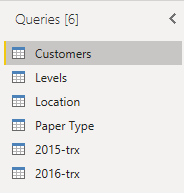 Queries [6]
Customers
Levels
Location
Paper Type
2015-trx
2016-trx